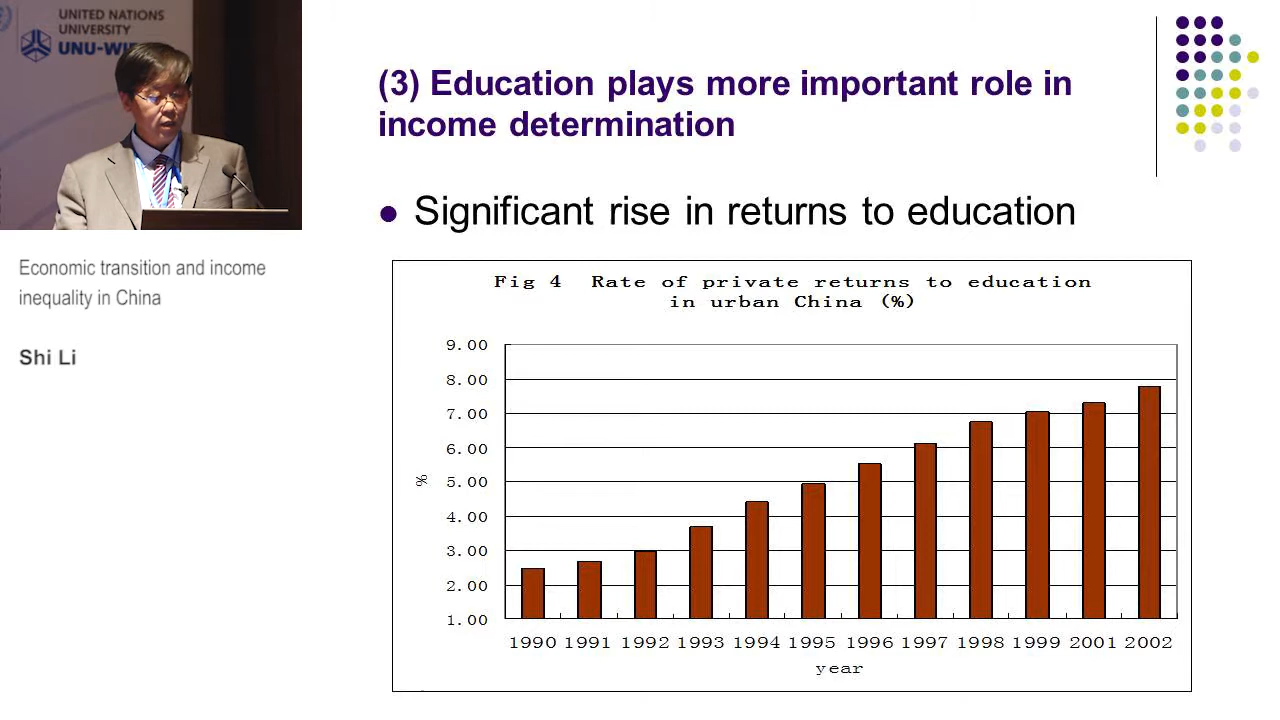 UNITED NATIONS
UNIVERSITY
(3) Education plays more important role in
income determination
Significant rise in returns to education
Economic transition and income
inequality in China
Shi Li
Fig 4 Rate of private returns to education
in urban China (%)
9.00
8.00
7.00
6.00
5.00
4.00
3.00
2.00
1.00
%
1990 1991 1992 1993 1994 1995 1996 1997 1998 1999 2001 2002
year